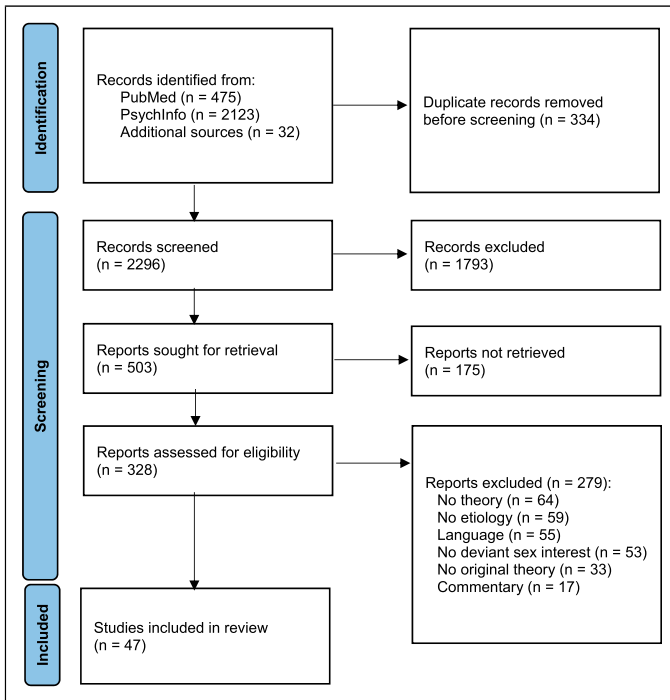 Identification
Records identified from:
PubMed (n = 475)
PsychInfo (n = 2123)
Additional sources (n = 32)
Duplicate records removed
before screening (n = 334)
Screening
Records screened
(n = 2296)
Records excluded
(n = 1793)
Reports sought for retrieval
(n = 503)
Reports not retrieved
(n = 175)
Reports assessed for eligibility
(n = 328)
Reports excluded (n = 279):
No theory (n = 64)
No etiology (n = 59)
Language (n = 55)
No deviant sex interest (n = 53)
No original theory (n = 33)
Commentary (n = 17)
Included
Studies included in review
(n = 47)